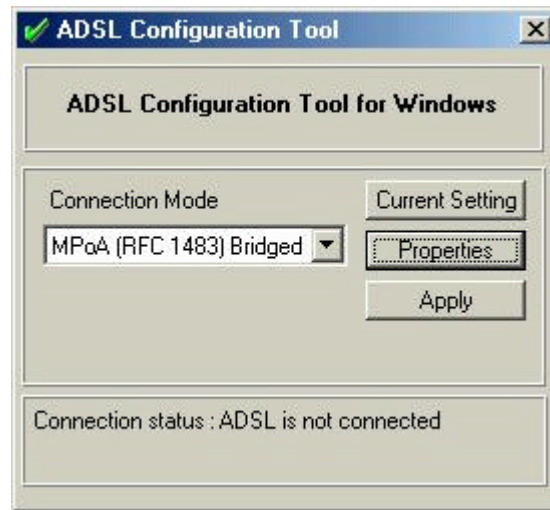 ADSL Configuration Tool
ADSL Configuration Tool for Windows
Connection Mode
Current Setting
MPoA (RFC 1483) Bridged
Properties
Apply
Connection status : ADSL is not connected